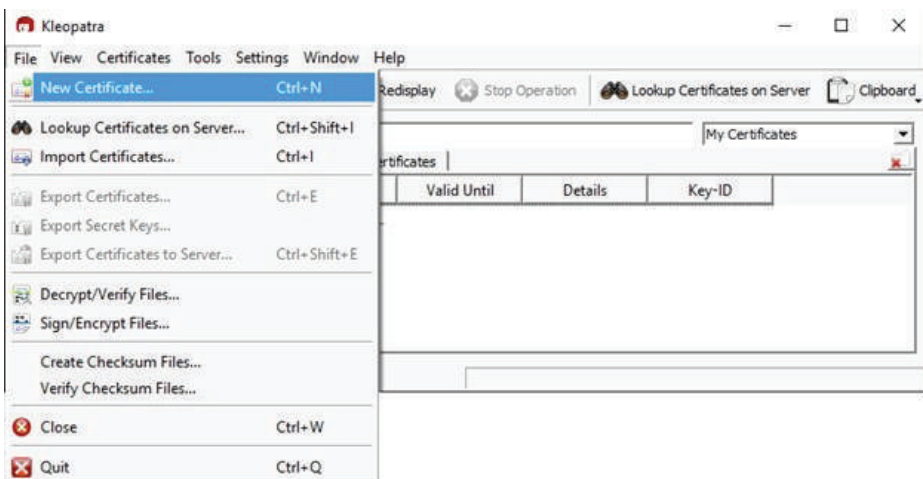 Kleopatra
File View Certificates Tools Settings Window Help
New Certificate... Ctrl+N
Redisplay Stop Operation Lookup Certificates on Server Clipboard
Lookup Certificates on Server... Ctrl+Shift+I
My Certificates
Import Certificates... Ctrl+I
Valid Until Details Key-ID
Export Certificates... Ctrl+E
Export Secret Keys...
Export Certificates to Server... Ctrl+Shift+E
Decrypt/Verify Files...
Sign/Encrypt Files...
Create Checksum Files...
Verify Checksum Files...
Close Ctrl+W
Quit Ctrl+Q